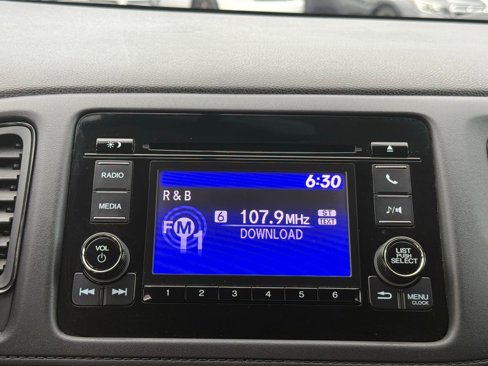 RADIO
MEDIA
VOL
6:30
R & B
6 107.9MHz ST
TEXT
FM1
DOWNLOAD
LIST
PUSH
SELECT
1 2 3 4 5 6
MENU
CLOCK